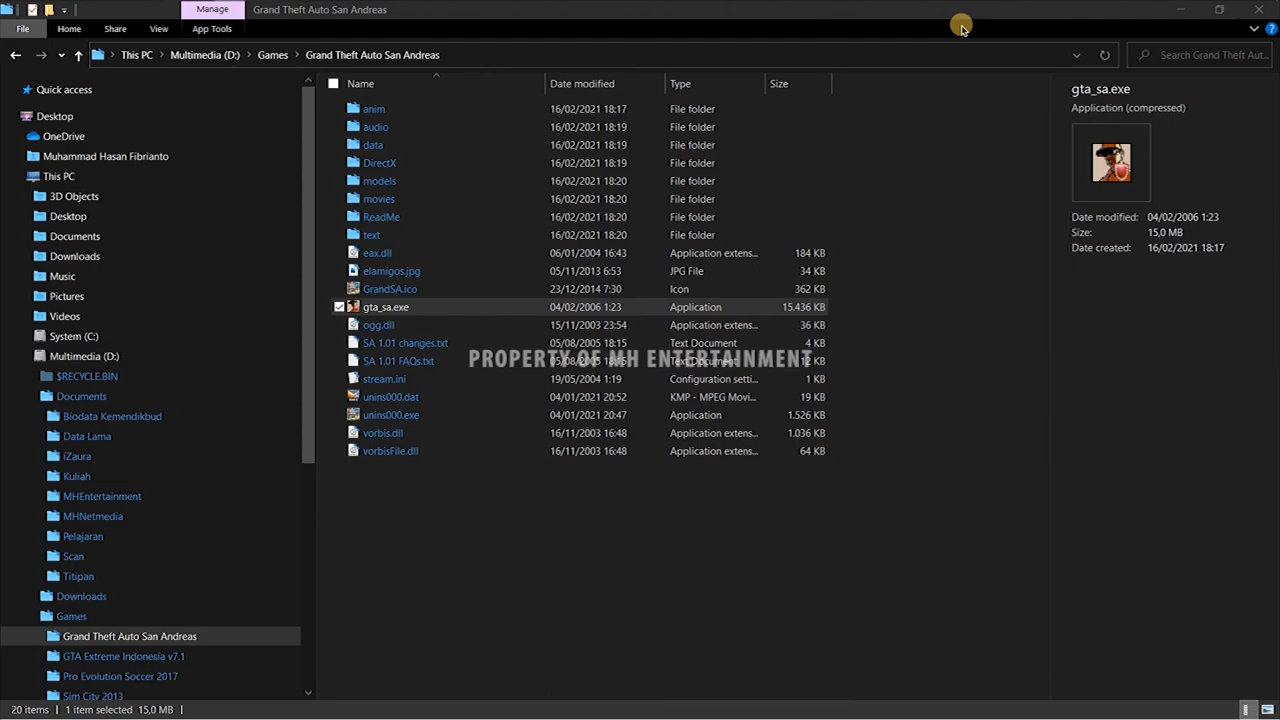 Manage
Grand Theft Auto San Andreas
File
Home
Share
View
App Tools
This PC
Multimedia (D:)
Games
Grand Theft Auto San Andreas
Search Grand Theft Aut...
Quick access
Desktop
OneDrive
Muhammad Hasan Fibrianto
This PC
3D Objects
Desktop
Documents
Downloads
Music
Pictures
Videos
System (C:)
Multimedia (D:)
$RECYCLE.BIN
Documents
Biodata Kemendikbud
Data Lama
iZaura
Kuliah
MHEntertainment
MHNetmedia
Pelajaran
Scan
Titipan
Downloads
Games
Grand Theft Auto San Andreas
GTA Extreme Indonesia v7.1
Pro Evolution Soccer 2017
Sim City 2013
Name Date modified Type Size
anim 16/02/2021 18:17 File folder
audio 16/02/2021 18:19 File folder
data 16/02/2021 18:19 File folder
DirectX 16/02/2021 18:19 File folder
models 16/02/2021 18:20 File folder
movies 16/02/2021 18:20 File folder
ReadMe 16/02/2021 18:20 File folder
text 16/02/2021 18:20 File folder
eax.dll 06/01/2004 16:43 Application extens... 184 KB
elamigos.jpg 05/11/2013 6:53 JPG File 34 KB
GrandSA.ico 23/12/2014 7:30 Icon 362 KB
gta_sa.exe 04/02/2006 1:23 Application 15.436 KB
ogg.dll 15/11/2003 23:54 Application extens... 36 KB
SA 1.01 changes.txt 05/08/2005 18:15 Text Document 4 KB
PROPERTY OF MH ENTERTAINMENT
SA 1.01 FAQs.txt 05/08/2005 18:15 Text Document 12 KB
stream.ini 19/05/2004 1:19 Configuration setti... 1 KB
unins000.dat 04/01/2021 20:52 KMP - MPEG Movi... 19 KB
unins000.exe 04/01/2021 20:47 Application 1.526 KB
vorbis.dll 16/11/2003 16:48 Application extens... 1.036 KB
vorbisFile.dll 16/11/2003 16:48 Application extens... 64 KB
gta_sa.exe
Application (compressed)
Date modified: 04/02/2006 1:23
Size: 15,0 MB
Date created: 16/02/2021 18:17
20 items
1 item selected 15,0 MB